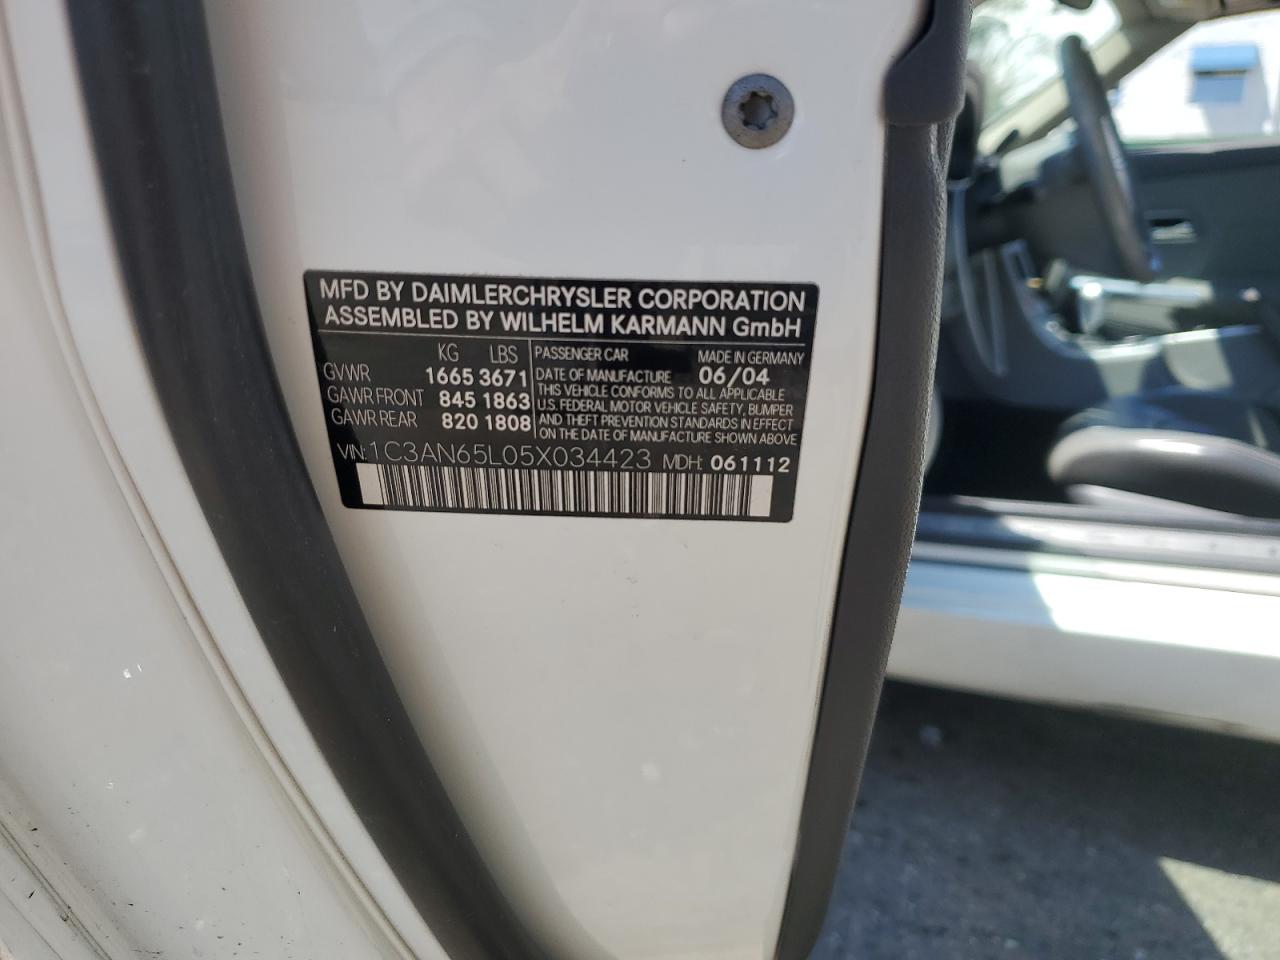 MFD BY DAIMLERCHRYSLER CORPORATION
ASSEMBLED BY WILHELM KARMANN GmbH
KG LBS
GVWR 1665 3671
GAWR FRONT 845 1863
GAWR REAR 820 1808
PASSENGER CAR MADE IN GERMANY
DATE OF MANUFACTURE 06/04
THIS VEHICLE CONFORMS TO ALL APPLICABLE
U.S. FEDERAL MOTOR VEHICLE SAFETY, BUMPER
AND THEFT PREVENTION STANDARDS IN EFFECT
ON THE DATE OF MANUFACTURE SHOWN ABOVE
VIN: 1C3AN65L05X034423 MDH: 061112